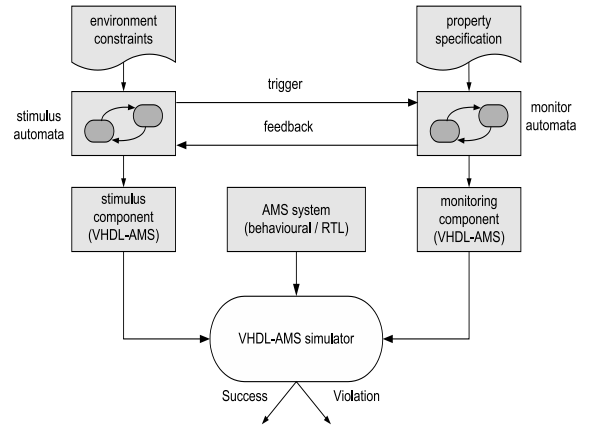 environment
constraints
property
specification
trigger
stimulus
automata
monitor
automata
feedback
stimulus
component
(VHDL-AMS)
AMS system
(behavioural / RTL)
monitoring
component
(VHDL-AMS)
VHDL-AMS simulator
Success
Violation